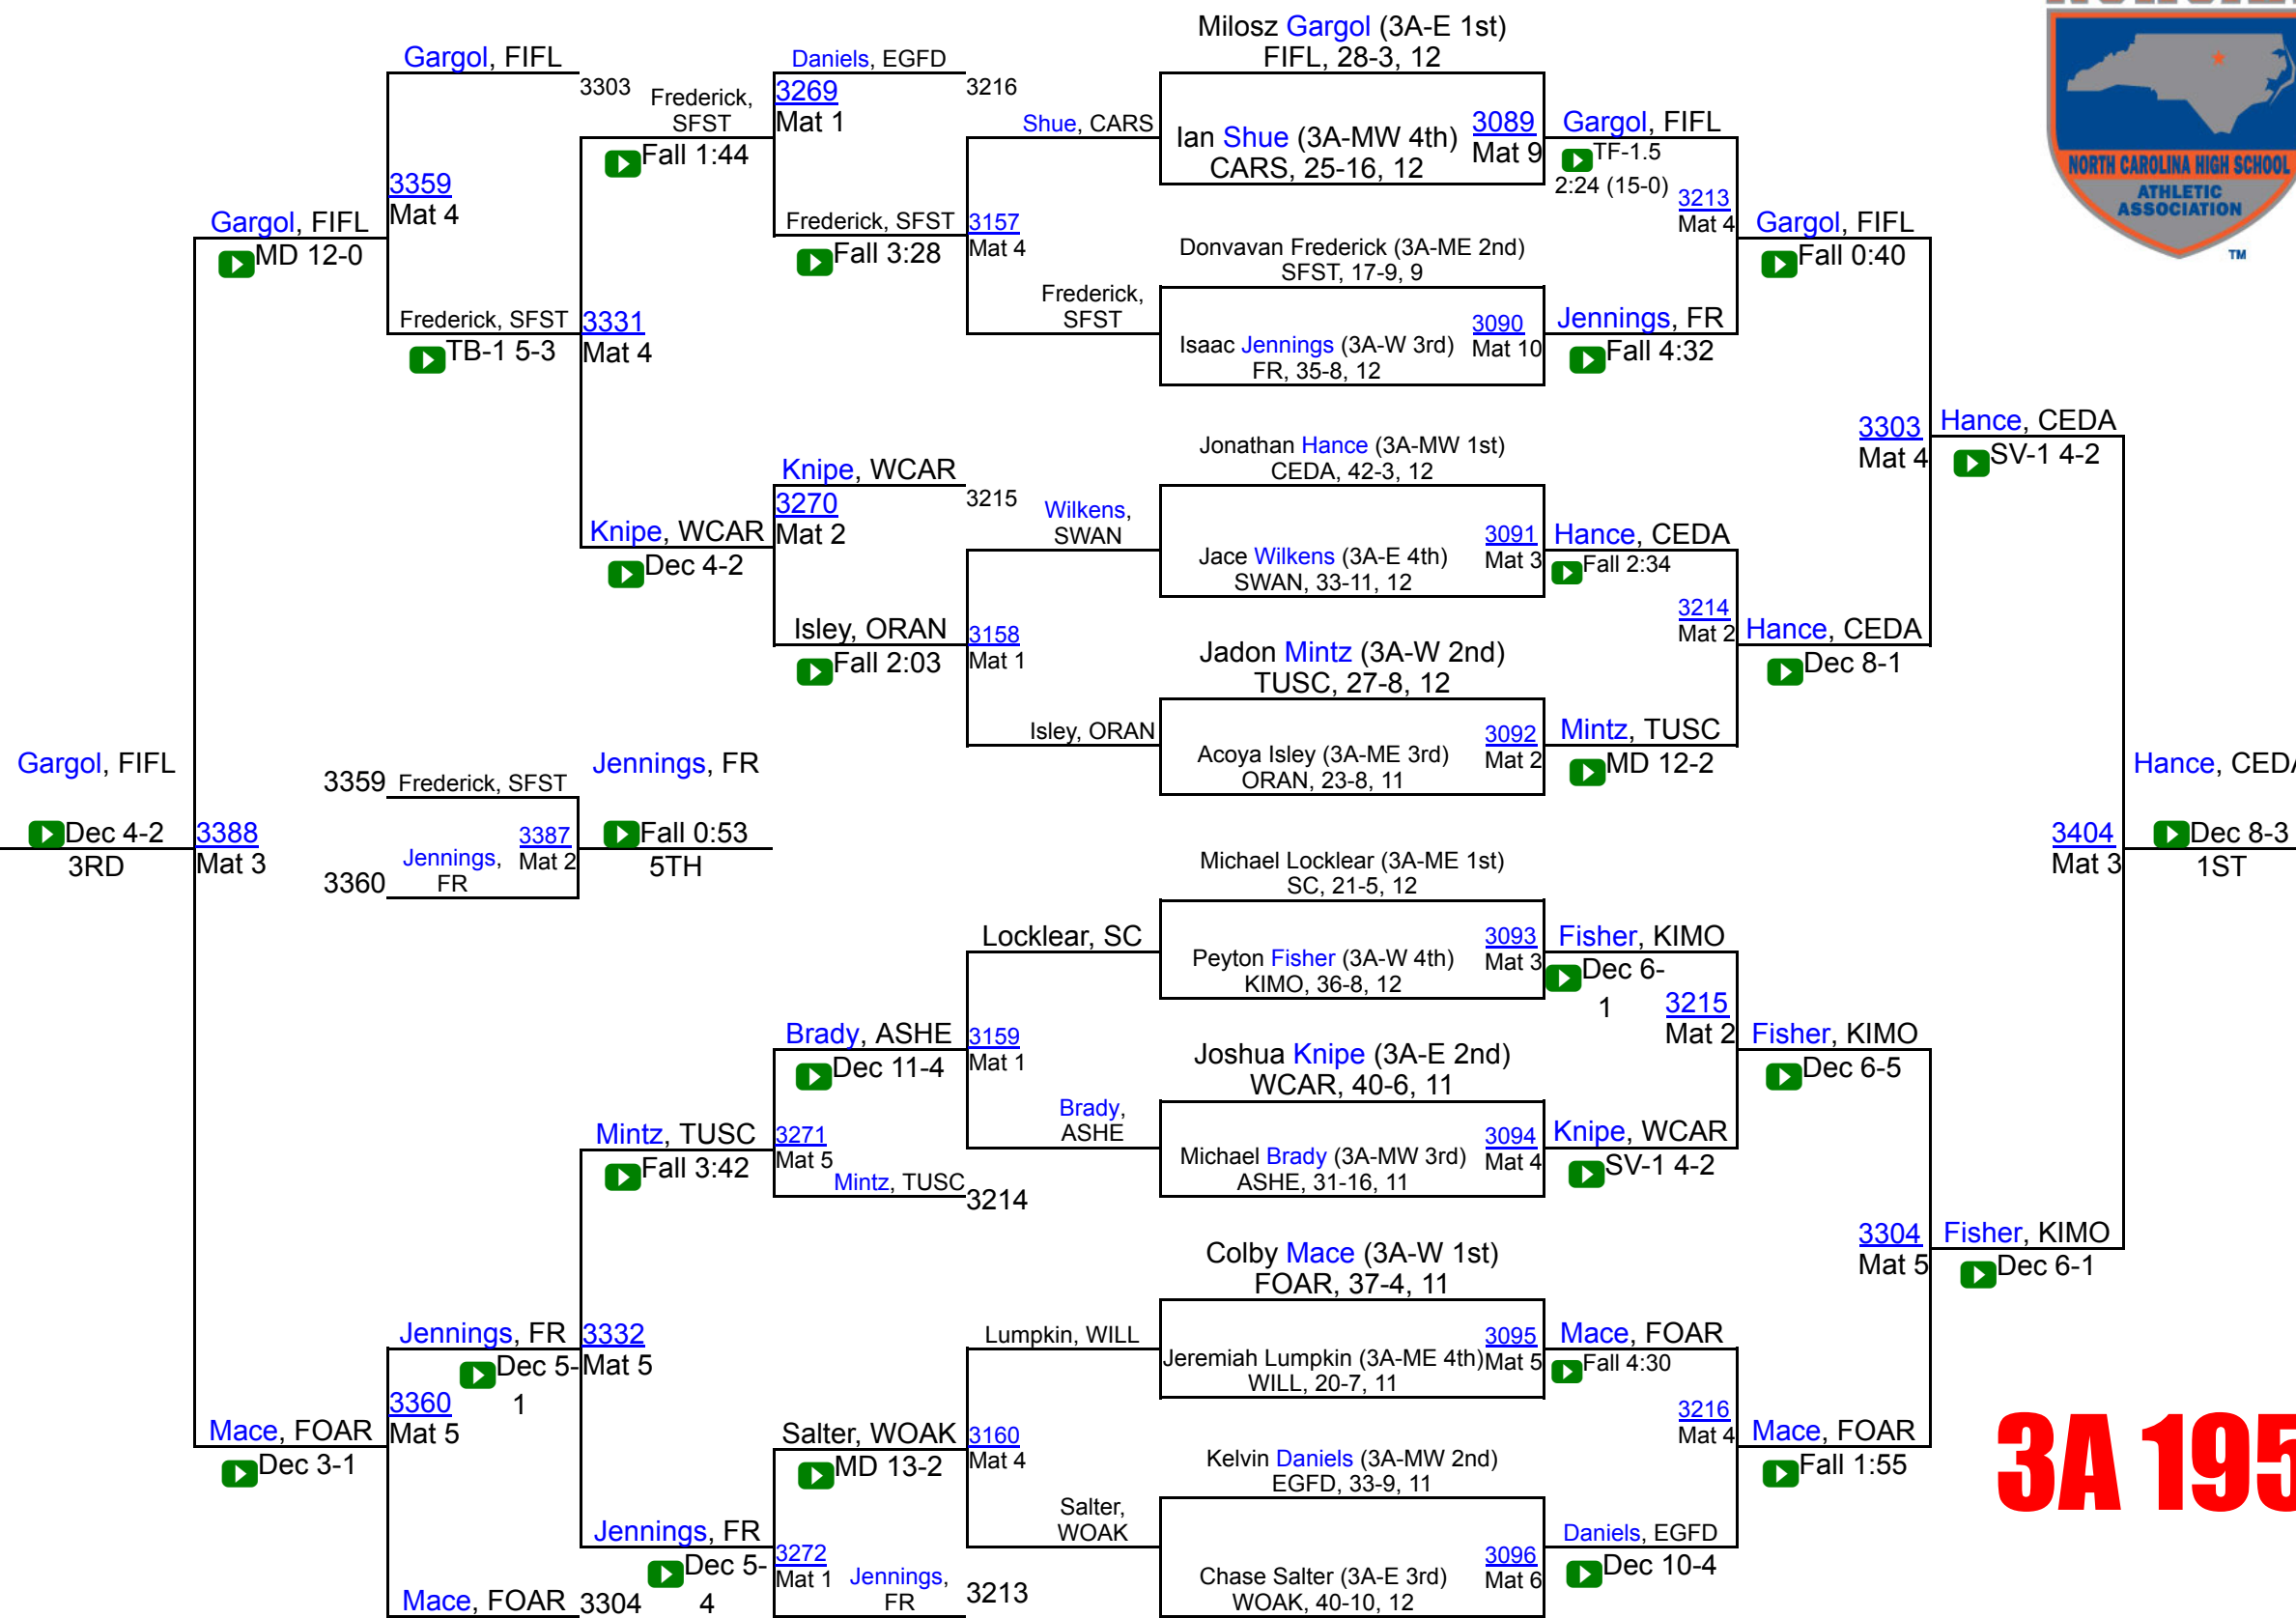 Milosz Gargol (3A-E 1st)
FIFL, 28-3, 12
Ian Shue (3A-MW 4th)
CARS, 25-16, 12
3089
Mat 9
Donvavan Frederick (3A-ME 2nd)
SFST, 17-9, 9
Isaac Jennings (3A-W 3rd)
FR, 35-8, 12
3090
Mat 10
Jonathan Hance (3A-MW 1st)
CEDA, 42-3, 12
Jace Wilkens (3A-E 4th)
SWAN, 33-11, 12
3091
Mat 3
Jadon Mintz (3A-W 2nd)
TUSC, 27-8, 12
Acoya Isley (3A-ME 3rd)
ORAN, 23-8, 11
3092
Mat 2
Michael Locklear (3A-ME 1st)
SC, 21-5, 12
Peyton Fisher (3A-W 4th)
KIMO, 36-8, 12
3093
Mat 3
Joshua Knipe (3A-E 2nd)
WCAR, 40-6, 11
Michael Brady (3A-MW 3rd)
ASHE, 31-16, 11
3094
Mat 4
Colby Mace (3A-W 1st)
FOAR, 37-4, 11
Jeremiah Lumpkin (3A-ME 4th)
WILL, 20-7, 11
3095
Mat 5
Kelvin Daniels (3A-MW 2nd)
EGFD, 33-9, 11
Chase Salter (3A-E 3rd)
WOAK, 40-10, 12
3096
Mat 6
Gargol, FIFL
TF-1.5
2:24 (15-0)
3213
Mat 4
Jennings, FR
Fall 4:32
Hance, CEDA
Fall 2:34
3214
Mat 2
Mintz, TUSC
MD 12-2
Fisher, KIMO
Dec 6-
1
3215
Mat 2
Knipe, WCAR
SV-1 4-2
Mace, FOAR
Fall 4:30
3216
Mat 4
Daniels, EGFD
Dec 10-4
Gargol, FIFL
Fall 0:40
3303
Mat 4
Hance, CEDA
Dec 8-1
Fisher, KIMO
Dec 6-5
3304
Mat 5
Mace, FOAR
Fall 1:55
Hance, CEDA
SV-1 4-2
3404
Mat 3
Fisher, KIMO
Dec 6-1
Hance, CEDA
Dec 8-3
1ST
Shue, CARS
3157
Mat 4
Frederick,
SFST
Wilkens,
SWAN
3158
Mat 1
Isley, ORAN
Locklear, SC
3159
Mat 1
Brady,
ASHE
Lumpkin, WILL
3160
Mat 4
Salter,
WOAK
Daniels, EGFD
3216
3269
Mat 1
Frederick, SFST
Fall 3:28
Knipe, WCAR
3215
3270
Mat 2
Isley, ORAN
Fall 2:03
Brady, ASHE
Dec 11-4
3271
Mat 5
Mintz, TUSC
3214
Salter, WOAK
MD 13-2
3272
Mat 1
Jennings,
FR
3213
Frederick,
SFST
Fall 1:44
3331
Mat 4
Knipe, WCAR
Dec 4-2
Mintz, TUSC
Fall 3:42
3332
Mat 5
Jennings, FR
Dec 5-
4
Gargol, FIFL
3303
3359
Mat 4
Frederick, SFST
TB-1 5-3
Jennings, FR
Dec 5-
1
3360
Mat 5
Mace, FOAR
3304
Gargol, FIFL
MD 12-0
3388
Mat 3
Mace, FOAR
Dec 3-1
Gargol, FIFL
Dec 4-2
3RD
3359
Frederick, SFST
3387
Mat 2
3360
Jennings,
FR
Jennings, FR
Fall 0:53
5TH
NORTH CAROLINA HIGH SCHOOL
ATHLETIC
ASSOCIATION
TM
3A 195